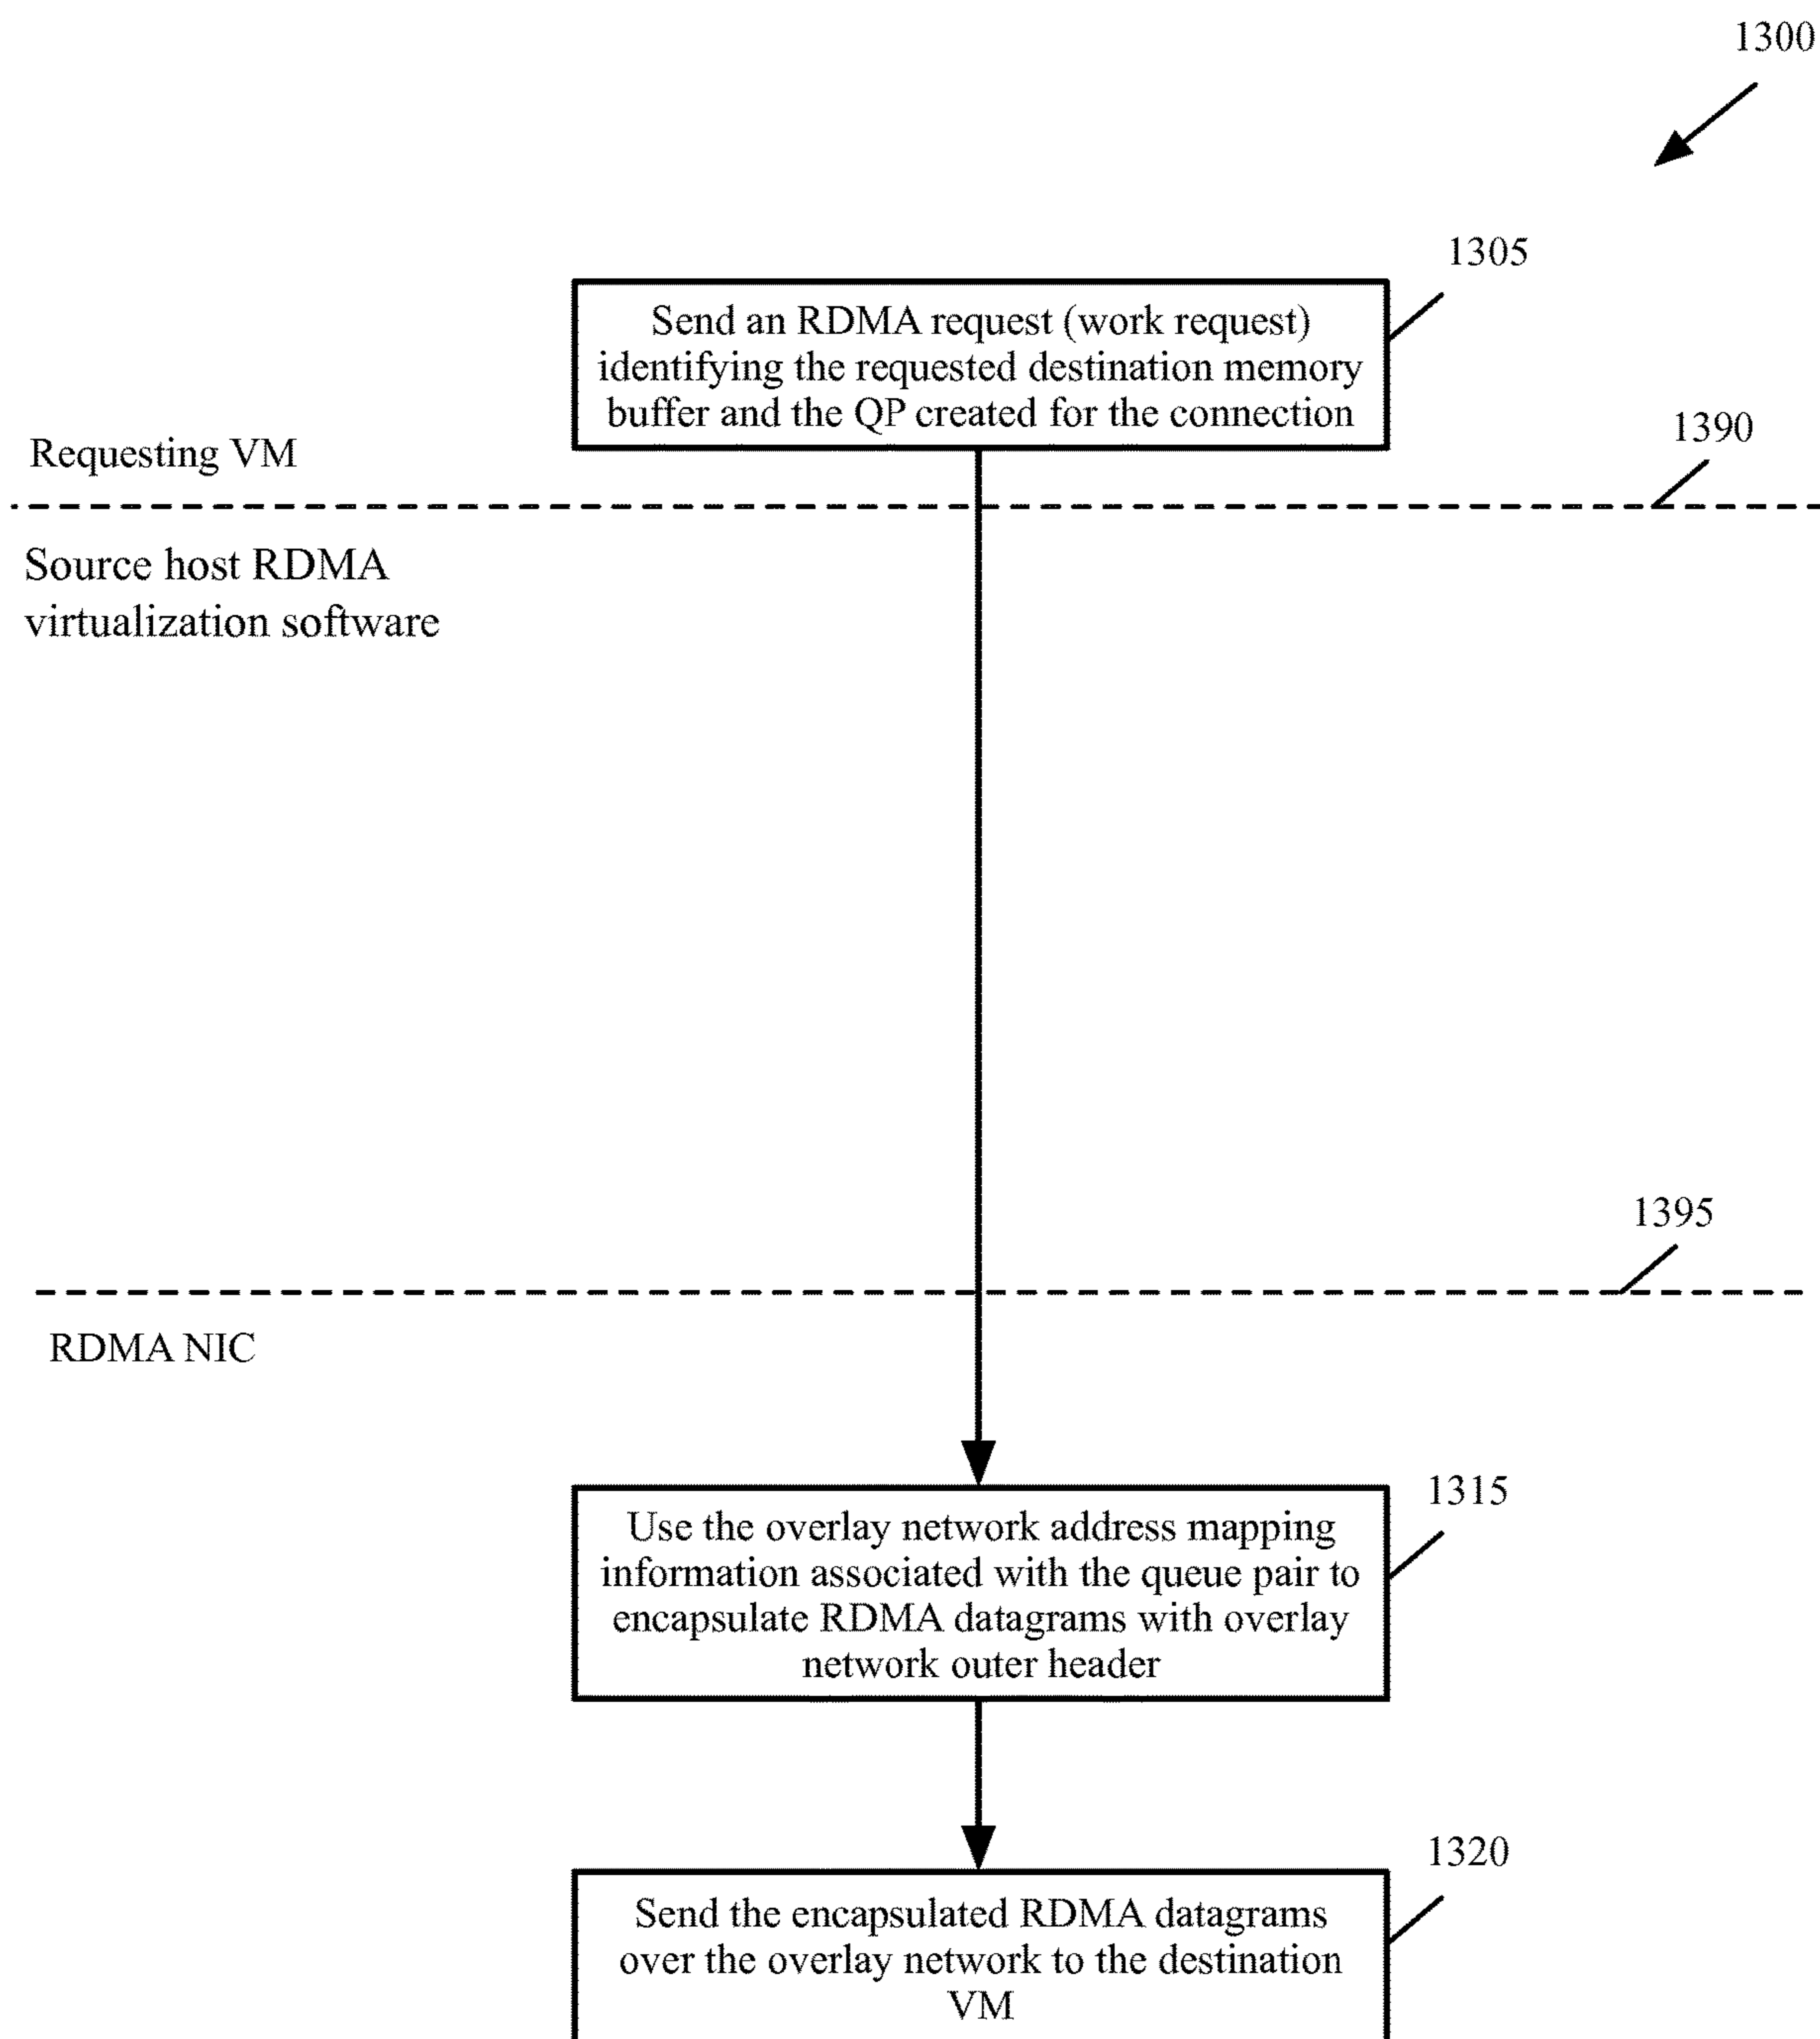 1300
1305
Send an RDMA request (work request)
identifying the requested destination memory
buffer and the QP created for the connection
1390
Requesting VM
Source host RDMA
virtualization software
1395
RDMA NIC
1315
Use the overlay network address mapping
information associated with the queue pair to
encapsulate RDMA datagrams with overlay
network outer header
1320
Send the encapsulated RDMA datagrams
over the overlay network to the destination
VM